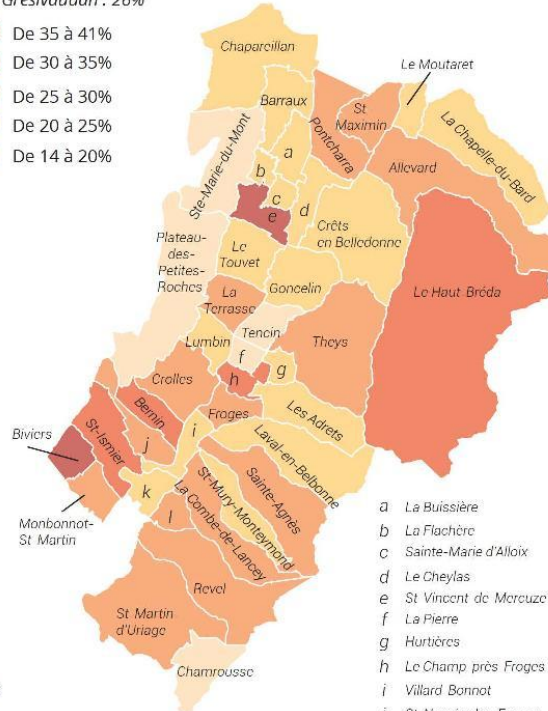 Grésivaudan : 26%
De 35 à 41%
De 30 à 35%
De 25 à 30%
De 20 à 25%
De 14 à 20%
Chapareillan
Le Moutaret
Barraux
St
Maximin
Pontcharra
La Chapelle-du-Bard
Ste-Marie-du-Mont
a
Allevard
b
c
d
e
Crêts
en Belledonne
Plateau-
des-
Petites-
Roches
Le
Touvet
Goncelin
Le Haut Bréda
La
Terrasse
Tencin
Theys
Lumbin
f
g
Crolles
h
Bernin
Froges
Les Adrets
Biviers
St-Ismier
j
i
Laval-en-Belbonne
k
St-Mury-Monteymond
Sainte-Agnès
Monbonnot-
St Martin
l
La Combe-de-Lancey
Revel
St Martin
d'Uriage
Chamrousse
a La Buissière
b La Flachère
c Sainte-Marie d'Alloix
d Le Cheylas
e St Vincent de Mercuze
f La Pierre
g Hurtières
h Le Champ près Froges
i Villard Bonnot